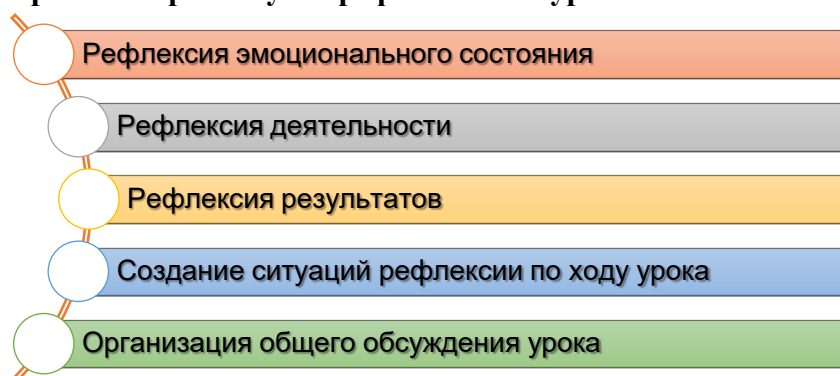 Рефлексия эмоционального состояния
Рефлексия деятельности
Рефлексия результатов
Создание ситуаций рефлексии по ходу урока
Организация общего обсуждения урока